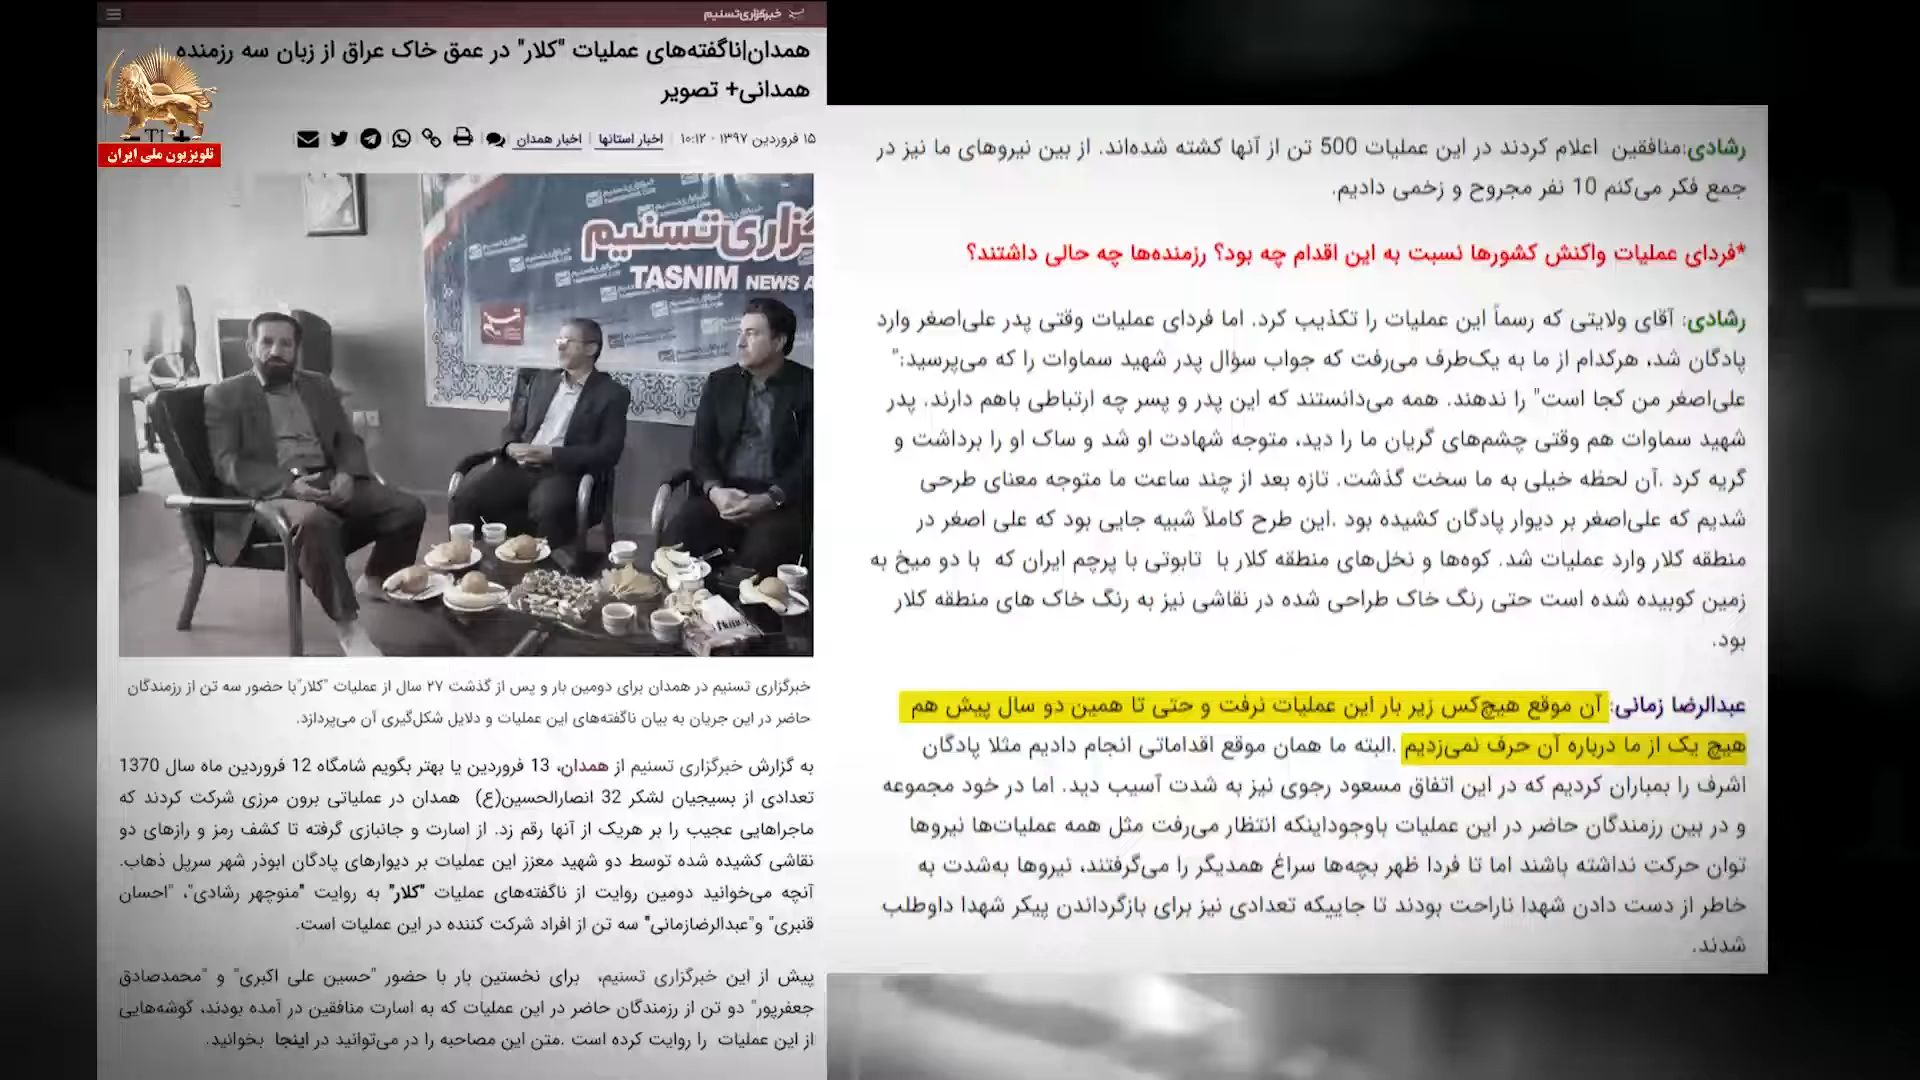 خبرگزاری تسنیم
همدان|ناگفته‌های عملیات "کلار" در عمق خاک عراق از زبان سه رزمنده
همدانی+ تصویر
۱۵ فروردین ۱۳۹۷ - ۱۰:۱۲ اخبار استانها اخبار همدان
تلویزیون ملی ایران
گزاری تسنیم
TASNIM NEWS A
خبرگزاری تسنیم در همدان برای دومین بار و پس از گذشت ۲۷ سال از عملیات "کلار"با حضور سه تن از رزمندگان
حاضر در این جریان به بیان ناگفته‌های این عملیات و دلایل شکل‌گیری آن می‌پردازد.
به گزارش خبرگزاری تسنیم از همدان، 13 فروردین یا بهتر بگویم شامگاه 12 فروردین ماه سال 1370
تعدادی از بسیجیان لشکر 32 انصارالحسین(ع) همدان در عملیاتی برون مرزی شرکت کردند که
ماجراهایی عجیب را بر هریک از آنها رقم زد. از اسارت و جانبازی گرفته تا کشف رمز و رازهای دو
نقاشی کشیده شده توسط دو شهید معزز این عملیات بر دیوارهای پادگان ابوذر شهر سرپل ذهاب.
آنچه می‌خوانید دومین روایت از ناگفته‌های عملیات "کلار" به روایت "منوچهر رشادی"، "احسان
قنبری" و"عبدالرضازمانی" سه تن از افراد شرکت کننده در این عملیات است.
پیش از این خبرگزاری تسنیم، برای نخستین بار با حضور "حسین علی اکبری" و "محمدصادق
جعفرپور" دو تن از رزمندگان حاضر در این عملیات که به اسارت منافقین در آمده بودند، گوشه‌هایی
از این عملیات را روایت کرده است .متن این مصاحبه را در می‌توانید در اینجا بخوانید.
رشادی:منافقین اعلام کردند در این عملیات 500 تن از آنها کشته شده‌اند. از بین نیروهای ما نیز در
جمع فکر می‌کنم 10 نفر مجروح و زخمی دادیم.
*فردای عملیات واکنش کشورها نسبت به این اقدام چه بود؟ رزمنده‌ها چه حالی داشتند؟
رشادی: آقای ولایتی که رسماً این عملیات را تکذیب کرد. اما فردای عملیات وقتی پدر علی‌اصغر وارد
پادگان شد، هرکدام از ما به یک‌طرف می‌رفت که جواب سؤال پدر شهید سماوات را که می‌پرسید:"
علی‌اصغر من کجا است" را ندهند. همه می‌دانستند که این پدر و پسر چه ارتباطی باهم دارند. پدر
شهید سماوات هم وقتی چشم‌های گریان ما را دید، متوجه شهادت او شد و ساک او را برداشت و
گریه کرد .آن لحظه خیلی به ما سخت گذشت. تازه بعد از چند ساعت ما متوجه معنای طرحی
شدیم که علی‌اصغر بر دیوار پادگان کشیده بود .این طرح کاملاً شبیه جایی بود که علی اصغر در
منطقه کلار وارد عملیات شد. کوه‌ها و نخل‌های منطقه کلار با تابوتی با پرچم ایران که با دو میخ به
زمین کوبیده شده است حتی رنگ خاک طراحی شده در نقاشی نیز به رنگ خاک های منطقه کلار
بود.
عبدالرضا زمانی: آن موقع هیچ‌کس زیر بار این عملیات نرفت و حتی تا همین دو سال پیش هم
هیچ یک از ما درباره آن حرف نمی‌زدیم .البته ما همان موقع اقداماتی انجام دادیم مثلا پادگان
اشرف را بمباران کردیم که در این اتفاق مسعود رجوی نیز به شدت آسیب دید. اما در خود مجموعه
و در بین رزمندگان حاضر در این عملیات باوجوداینکه انتظار می‌رفت مثل همه عملیات‌ها نیروها
توان حرکت نداشته باشند اما تا فردا ظهر بچه‌ها سراغ همدیگر را می‌گرفتند، نیروها به‌شدت به
خاطر از دست دادن شهدا ناراحت بودند تا جاییکه تعدادی نیز برای بازگرداندن پیکر شهدا داوطلب
شدند.